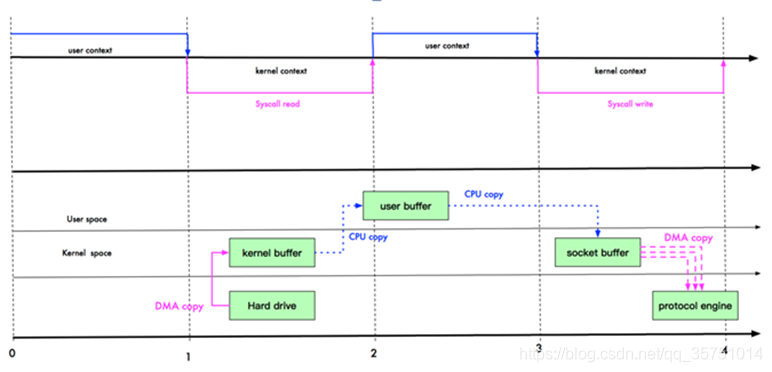 user context
user context
kernel context
kernel context
Syscall read
Syscall write
user buffer
CPU copy
User space
CPU copy
DMA copy
Kernel space
kernel buffer
socket buffer
DMA copy
Hard drive
protocol engine
0
1
2
3
4
https://blog.csdn.net/qq_35751014